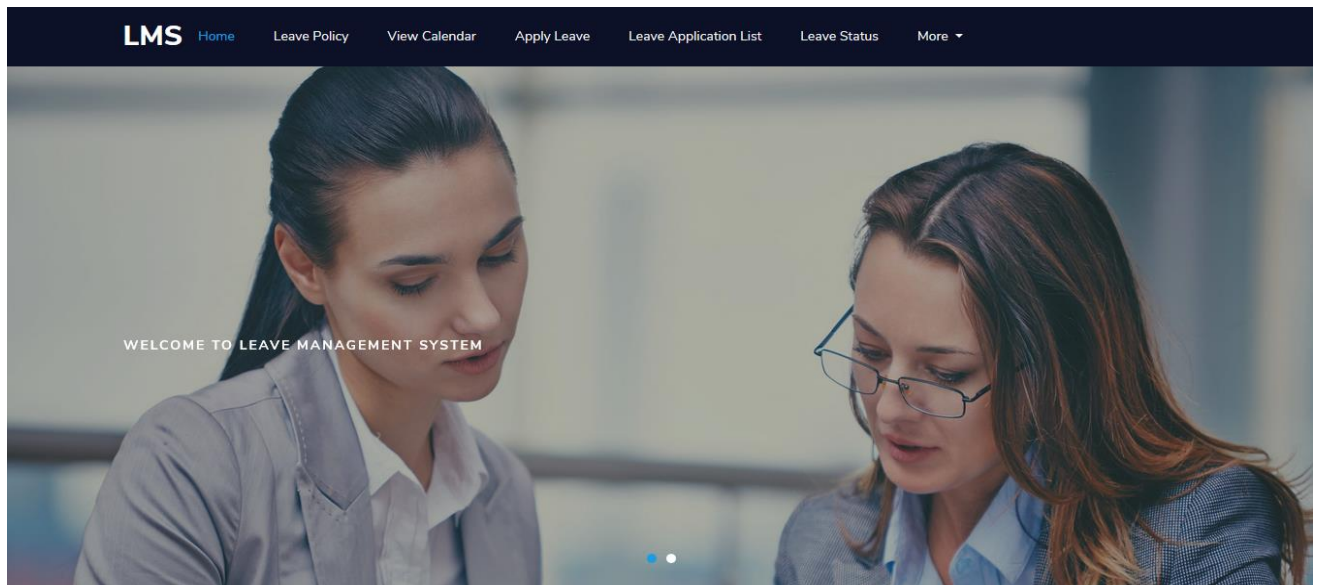 LMS Home Leave Policy View Calendar Apply Leave Leave Application List Leave Status More
WELCOME TO LEAVE MANAGEMENT SYSTEM